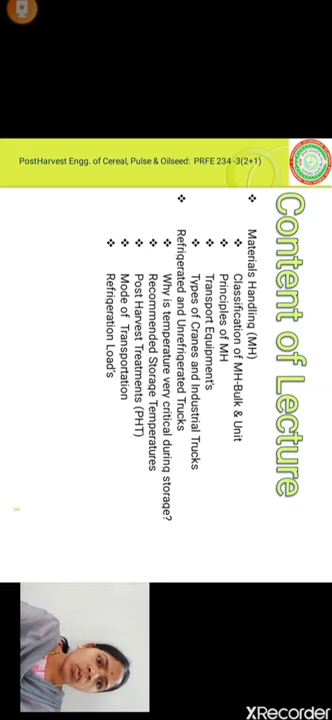 Content of Lecture
❖ Materials Handling (MH)
❖ Classification of MH-Bulk & Unit
❖ Principles of MH
❖ Transport Equipment's
❖ Types of Cranes and Industrial Trucks
❖ Refrigerated and Unrefrigerated Trucks
❖ Why is temperature very critical during storage?
❖ Recommended Storage Temperatures
❖ Post Harvest Treatments (PHT)
❖ Mode of Transportation
❖ Refrigeration Load's
PostHarvest Engg. of Cereal, Pulse & Oilseed: PRFE 234 -3(2+1)
XRecorder